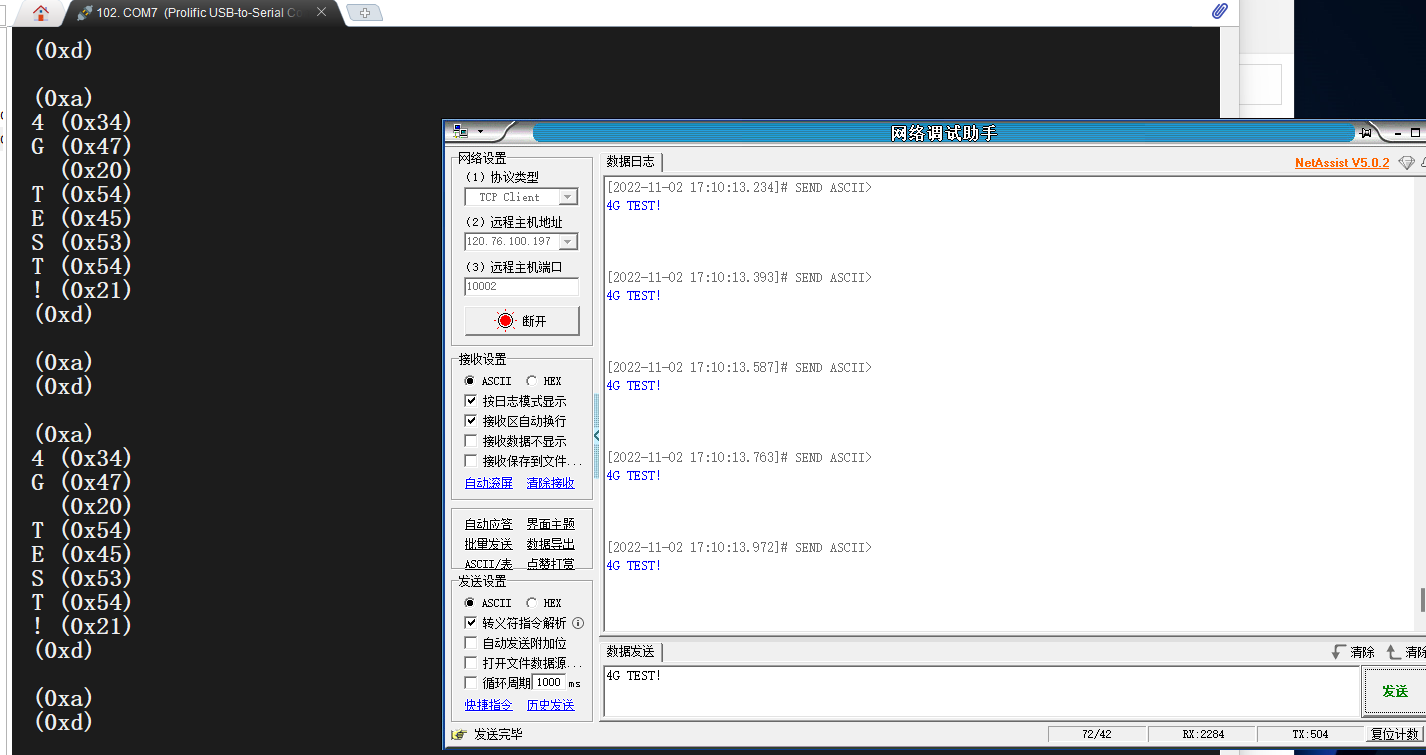 102. COM7 (Prolific USB-to-Serial Co
(0xd)
(0xa)
4 (0x34)
G (0x47)
(0x20)
T (0x54)
E (0x45)
S (0x53)
T (0x54)
! (0x21)
(0xd)
(0xa)
(0xd)
(0xa)
4 (0x34)
G (0x47)
(0x20)
T (0x54)
E (0x45)
S (0x53)
T (0x54)
! (0x21)
(0xd)
(0xa)
(0xd)
网络调试助手
网络设置
(1) 协议类型
TCP Client
(2) 远程主机地址
120.76.100.197
(3) 远程主机端口
10002
断开
接收设置
ASCII HEX
按日志模式显示
接收区自动换行
接收数据不显示
接收保存到文件...
自动滚屏 清除接收
自动应答 界面主题
批量发送 数据导出
ASCII/表 点赞打赏
发送设置
ASCII HEX
转义符指令解析
自动发送附加位
打开文件数据源...
循环周期 1000 ms
快捷指令 历史发送
数据日志
NetAssist V5.0.2
[2022-11-02 17:10:13.234]# SEND ASCII>
4G TEST!
[2022-11-02 17:10:13.393]# SEND ASCII>
4G TEST!
[2022-11-02 17:10:13.587]# SEND ASCII>
4G TEST!
[2022-11-02 17:10:13.763]# SEND ASCII>
4G TEST!
[2022-11-02 17:10:13.972]# SEND ASCII>
4G TEST!
数据发送 清除 清除
4G TEST!
发送
发送完毕 72/42 RX:2284 TX:504 复位计数